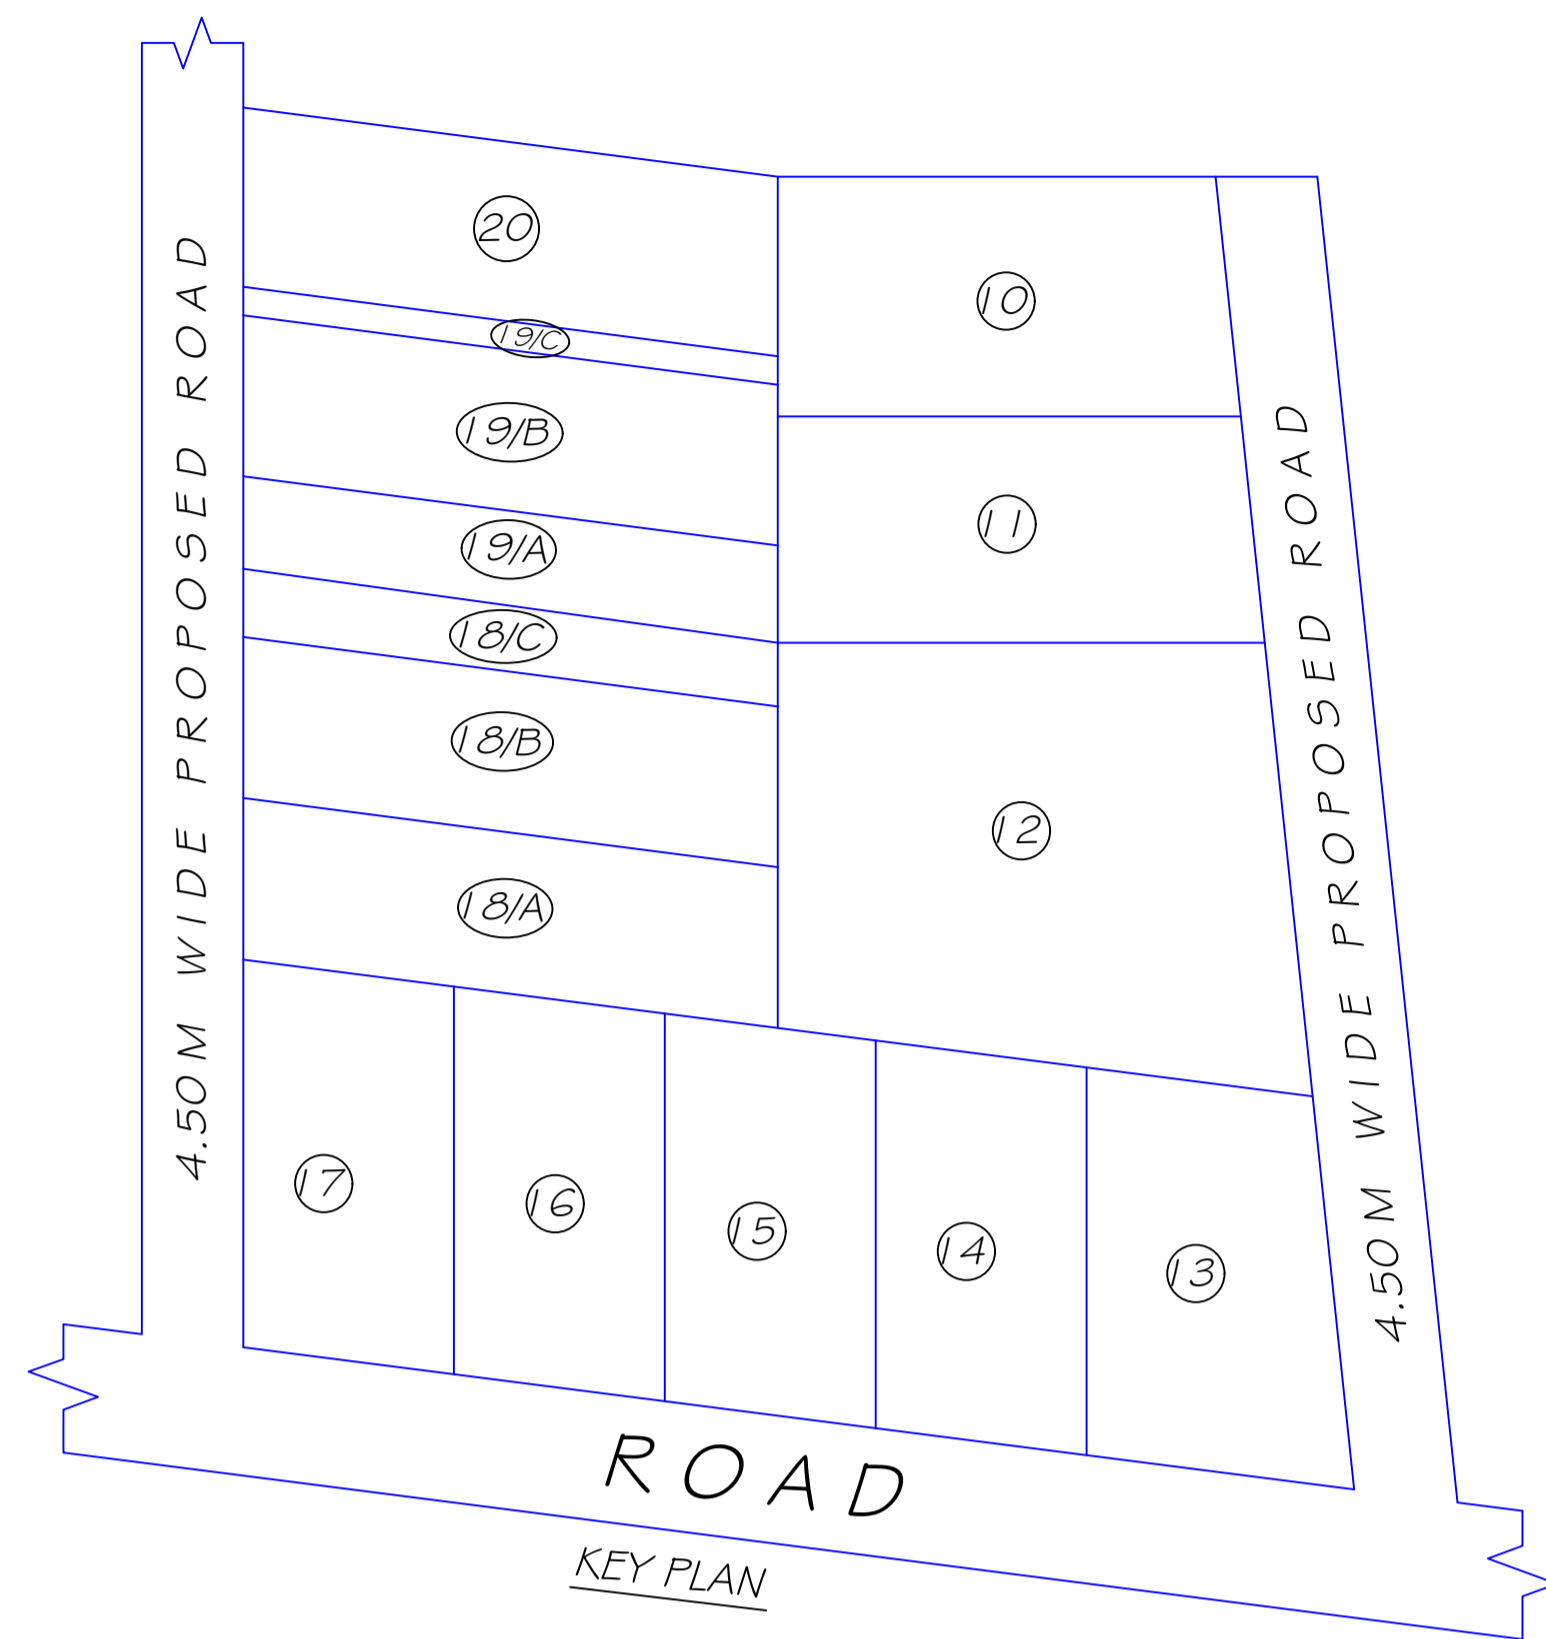 20
10
19/C
19/B
11
19/A
18/C
18/B
12
18/A
4.50M WIDE PROPOSED ROAD
4.50M WIDE PROPOSED ROAD
17
16
15
14
13
ROAD
KEY PLAN